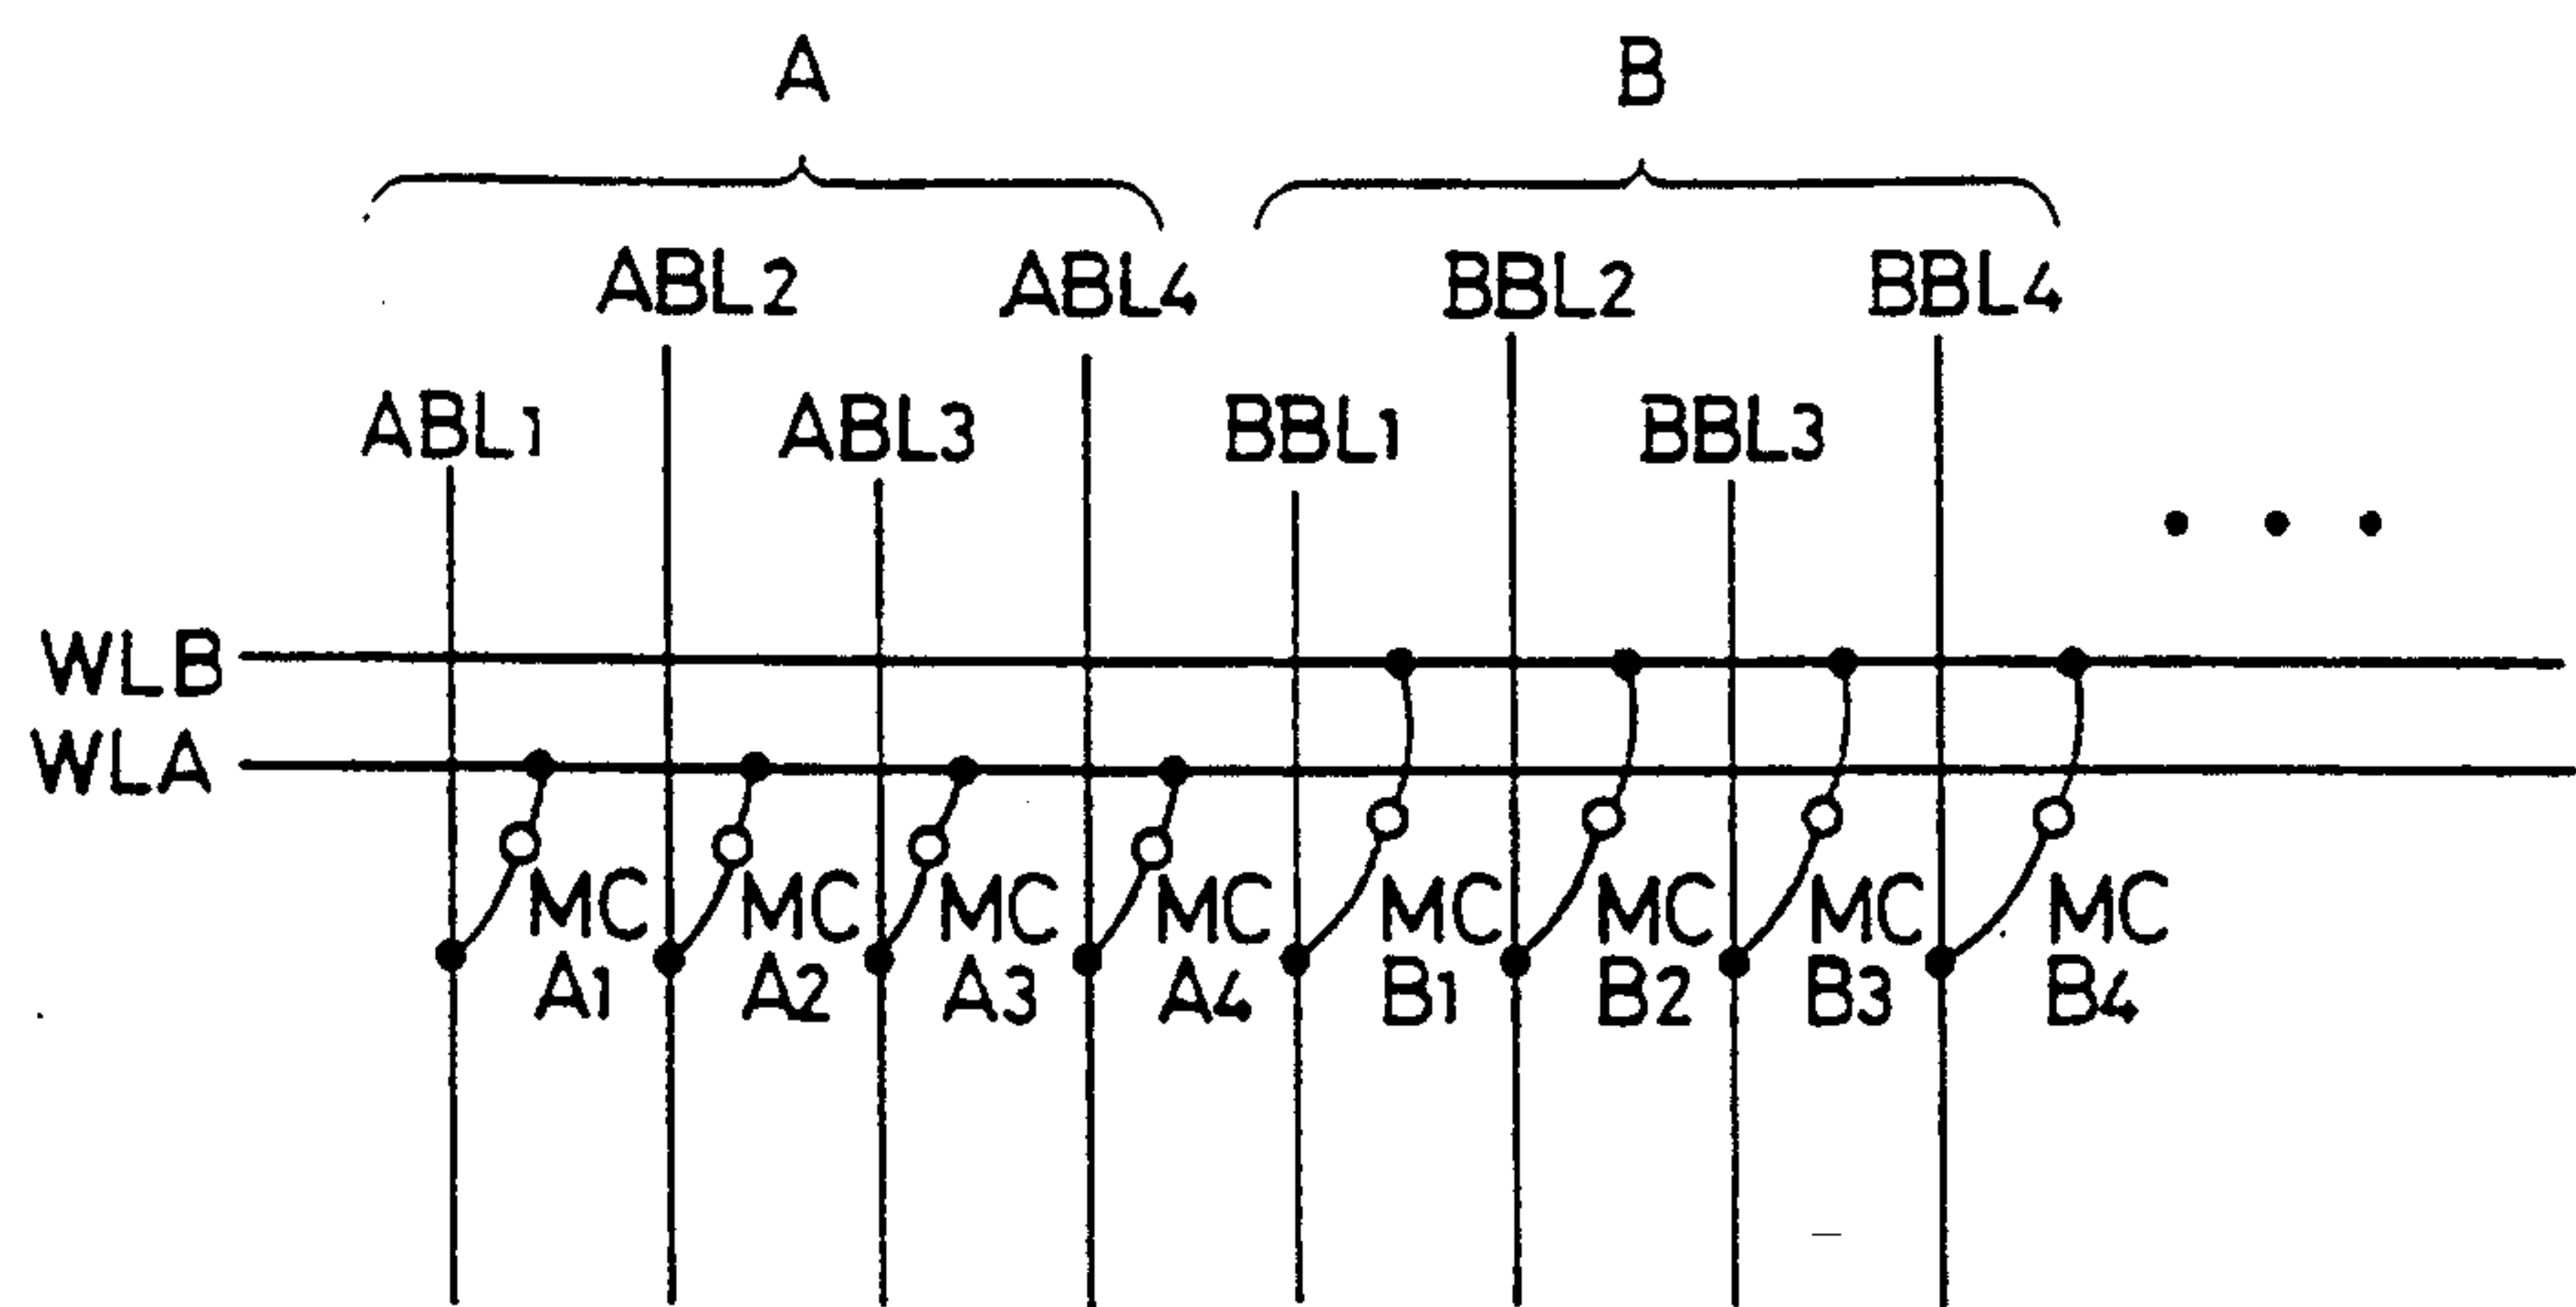 A B
ABL2 ABL4 BBL2 BBL4
ABL1 ABL3 BBL1 BBL3
WLB
WLA
MC MC MC MC MC MC MC MC
A1 A2 A3 A4 B1 B2 B3 B4